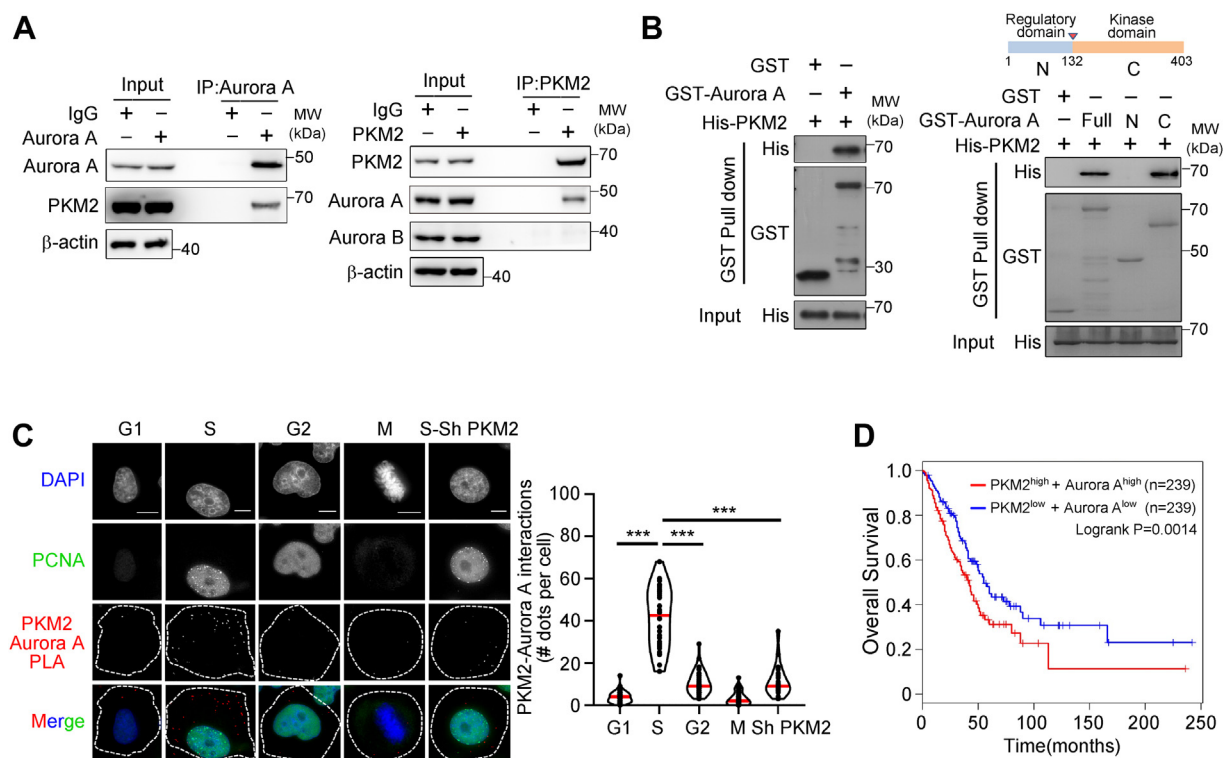 A
Input
IP:Aurora A
IgG
+
–
+
–
MW
(kDa)
Aurora A
–
+
–
+
Aurora A
50
PKM2
70
β-actin
40
Input
IP:PKM2
IgG
+
–
+
–
MW
(kDa)
PKM2
–
+
–
+
PKM2
70
Aurora A
50
Aurora B
40
β-actin
40
B
GST
+
–
GST-Aurora A
–
+
MW
(kDa)
His-PKM2
+
+
His
70
GST Pull down
GST
70
30
Input
His
70
Regulatory
domain
Kinase
domain
1
132
403
N
C
GST
+
–
–
–
GST-Aurora A
–
Full
N
C
MW
(kDa)
His-PKM2
+
+
+
+
His
70
GST Pull down
GST
70
50
Input
His
70
C
G1
S
G2
M
S-Sh PKM2
DAPI
PCNA
PKM2
Aurora A
PLA
Merge
PKM2-Aurora A interactions
(# dots per cell)
100
80
60
40
20
0
***
***
***
G1
S
G2
M
Sh PKM2
D
Overall Survival
1.0
0.8
0.6
0.4
0.2
0
PKM2high + Aurora Ahigh (n=239)
PKM2low + Aurora Alow (n=239)
Logrank P=0.0014
0
50
100
150
200
250
Time(months)